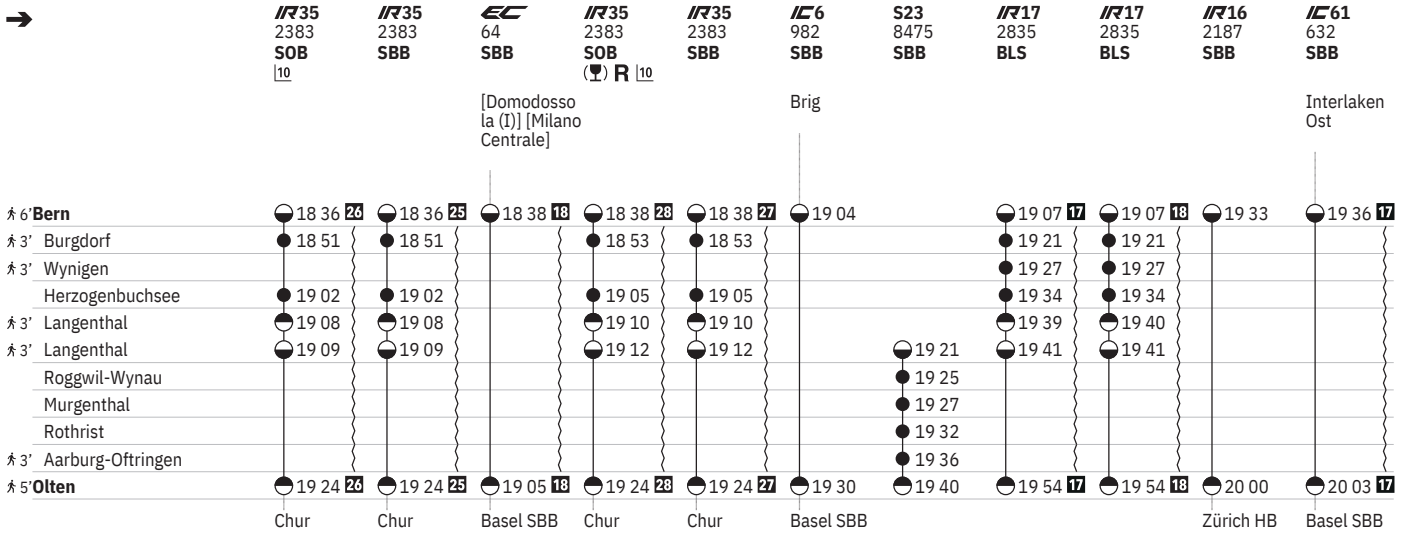 IR35 IR35 EC IR35 IR35 IC6 S23 IR17 IR17 IR16 IC61
2383 2383 64 2383 2383 982 8475 2835 2835 2187 632
SOB SBB SBB SOB SBB SBB SBB BLS BLS SBB SBB
10 R 10
[Domodosso Brig Interlaken
la (I)] [Milano Ost
Centrale]
6' Bern 18 36 26 18 36 25 18 38 18 18 38 28 18 38 27 19 04 19 07 17 19 07 18 19 33 19 36 17
3' Burgdorf 18 51 18 51 18 53 18 53 19 21 19 21
3' Wynigen 19 27 19 27
Herzogenbuchsee 19 02 19 02 19 05 19 05 19 34 19 34
3' Langenthal 19 08 19 08 19 10 19 10 19 39 19 40
3' Langenthal 19 09 19 09 19 12 19 12 19 21 19 41 19 41
Roggwil-Wynau 19 25
Murgenthal 19 27
Rothrist 19 32
3' Aarburg-Oftringen 19 36
5' Olten 19 24 26 19 24 25 19 05 18 19 24 28 19 24 27 19 30 19 40 19 54 17 19 54 18 20 00 20 03 17
Chur Chur Basel SBB Chur Chur Basel SBB Zürich HB Basel SBB